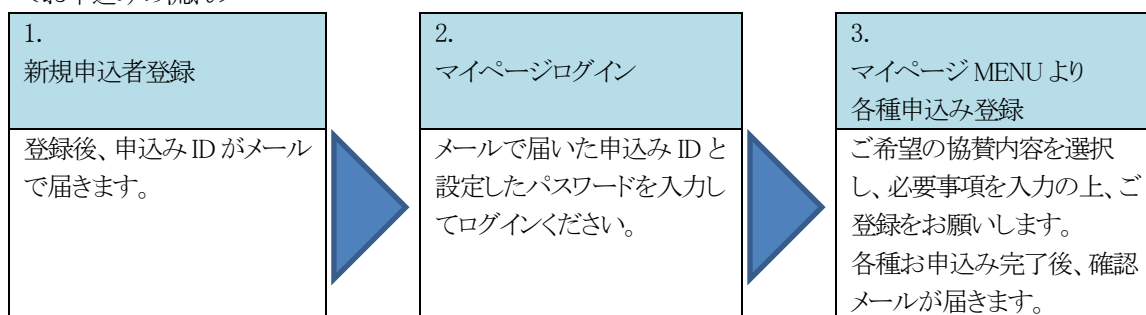 1.
新規申込者登録
登録後、申込み ID がメール
で届きます。
2.
マイページログイン
メールで届いた申込み ID と
設定したパスワードを入力し
てログインください。
3.
マイページ MENU より
各種申込み登録
ご希望の協賛内容を選択
し、必要事項を入力の上、ご
登録をお願いします。
各種お申込み完了後、確認
メールが届きます。